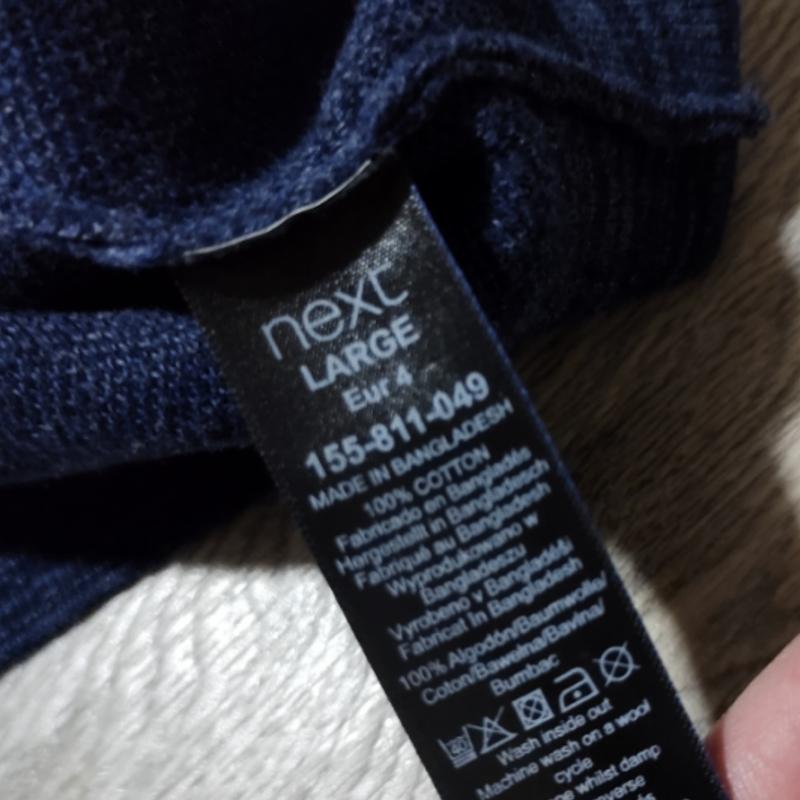 next
LARGE
Eur 4
155-811-049
MADE IN BANGLADESH
100% COTTON
Fabricado en Bangladés
Hergestellt in Bangladesch
Fabriqué au Bangladesh
Wyprodukowano w
Bangladeszu
Vyrobeno v Bangladéši
Fabricat în Bangladesh
100% Algodón/Baumwolle/
Coton/Bawełna/Bavlna/
Bumbac
40
Wash inside out
Machine wash on a wool
cycle
whilst damp